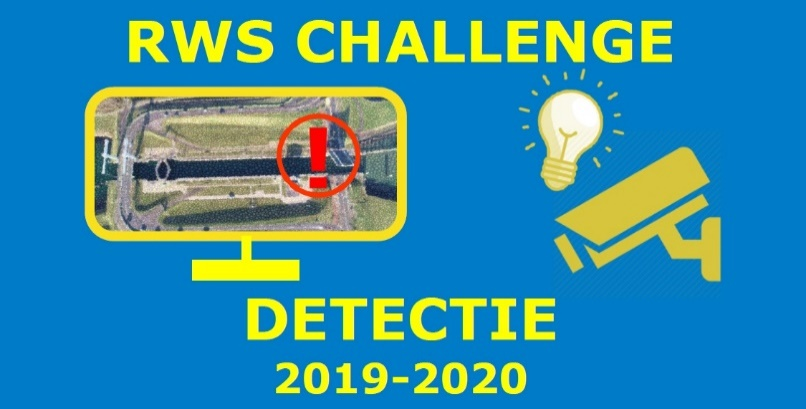 RWS CHALLENGE
!
DETECTIE
2019-2020